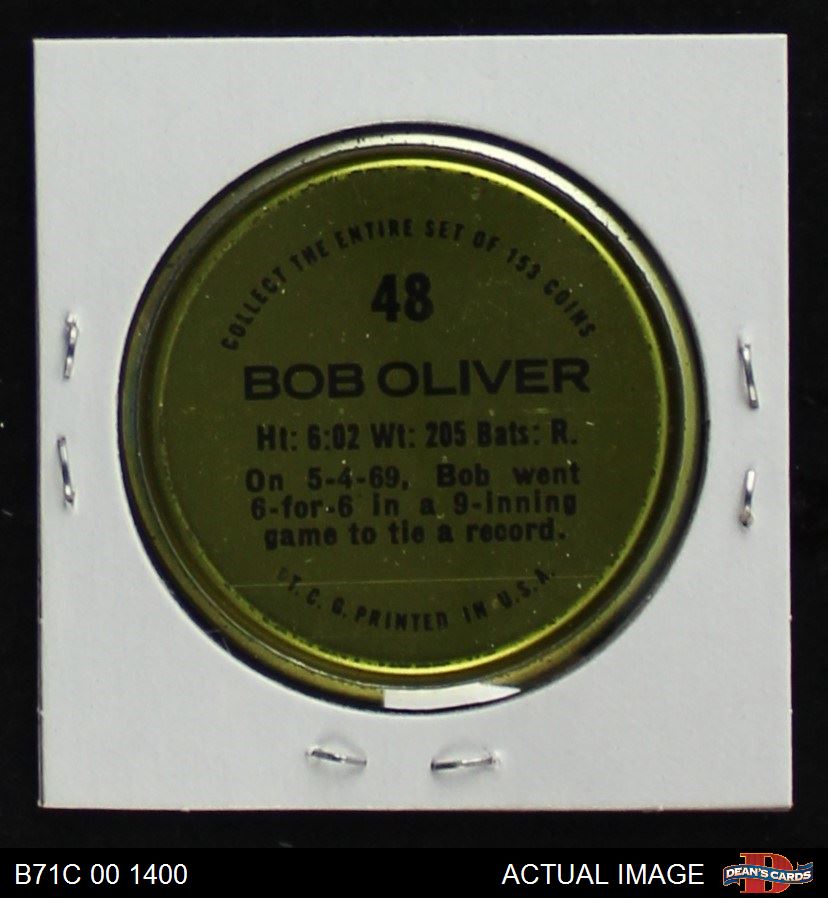 COLLECT THE ENTIRE SET OF 153 COINS
48
BOB OLIVER
Ht: 6:02 Wt: 205 Bats: R.
On 5-4-69, Bob went
6-for-6 in a 9-inning
game to tie a record.
T. C. G. PRINTED IN U.S.A.
B71C 00 1400
ACTUAL IMAGE
D
DEAN'S CARDS